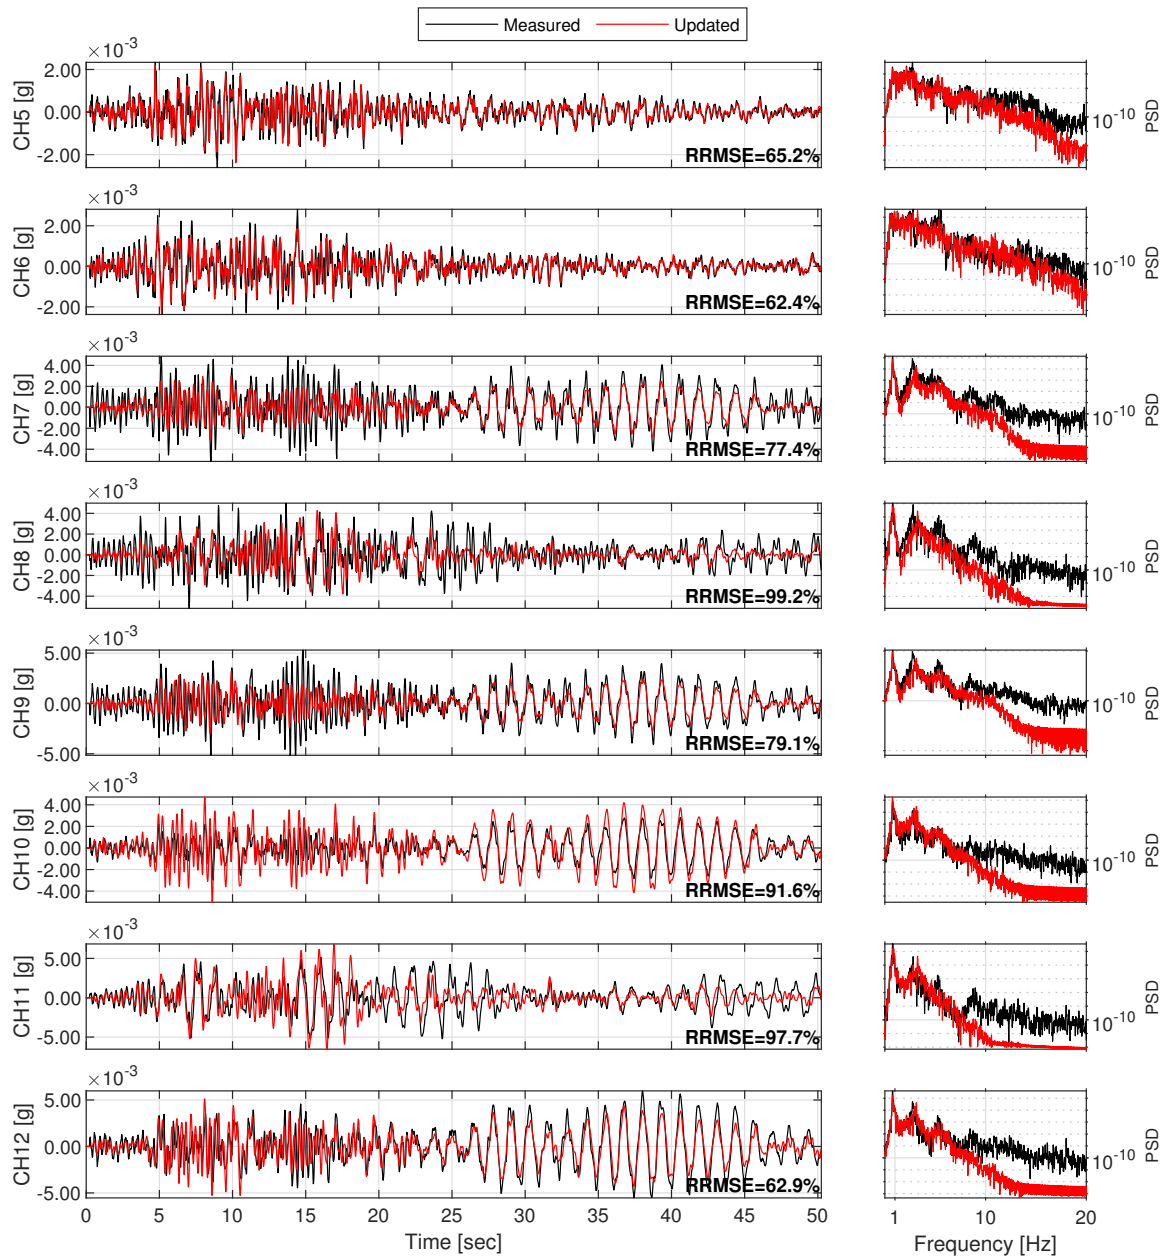 Measured Updated
×10⁻³
CH5 [g]
2.00
0.00
-2.00
RRMSE=65.2%
10⁻¹⁰
PSD
×10⁻³
CH6 [g]
2.00
0.00
-2.00
RRMSE=62.4%
10⁻¹⁰
PSD
×10⁻³
CH7 [g]
4.00
2.00
0.00
-2.00
-4.00
RRMSE=77.4%
10⁻¹⁰
PSD
×10⁻³
CH8 [g]
4.00
2.00
0.00
-2.00
-4.00
RRMSE=99.2%
10⁻¹⁰
PSD
×10⁻³
CH9 [g]
5.00
0.00
-5.00
RRMSE=79.1%
10⁻¹⁰
PSD
×10⁻³
CH10 [g]
4.00
2.00
0.00
-2.00
-4.00
RRMSE=91.6%
10⁻¹⁰
PSD
×10⁻³
CH11 [g]
5.00
0.00
-5.00
RRMSE=97.7%
10⁻¹⁰
PSD
×10⁻³
CH12 [g]
5.00
0.00
-5.00
RRMSE=62.9%
10⁻¹⁰
PSD
0 5 10 15 20 25 30 35 40 45 50
Time [sec]
1 10 20
Frequency [Hz]